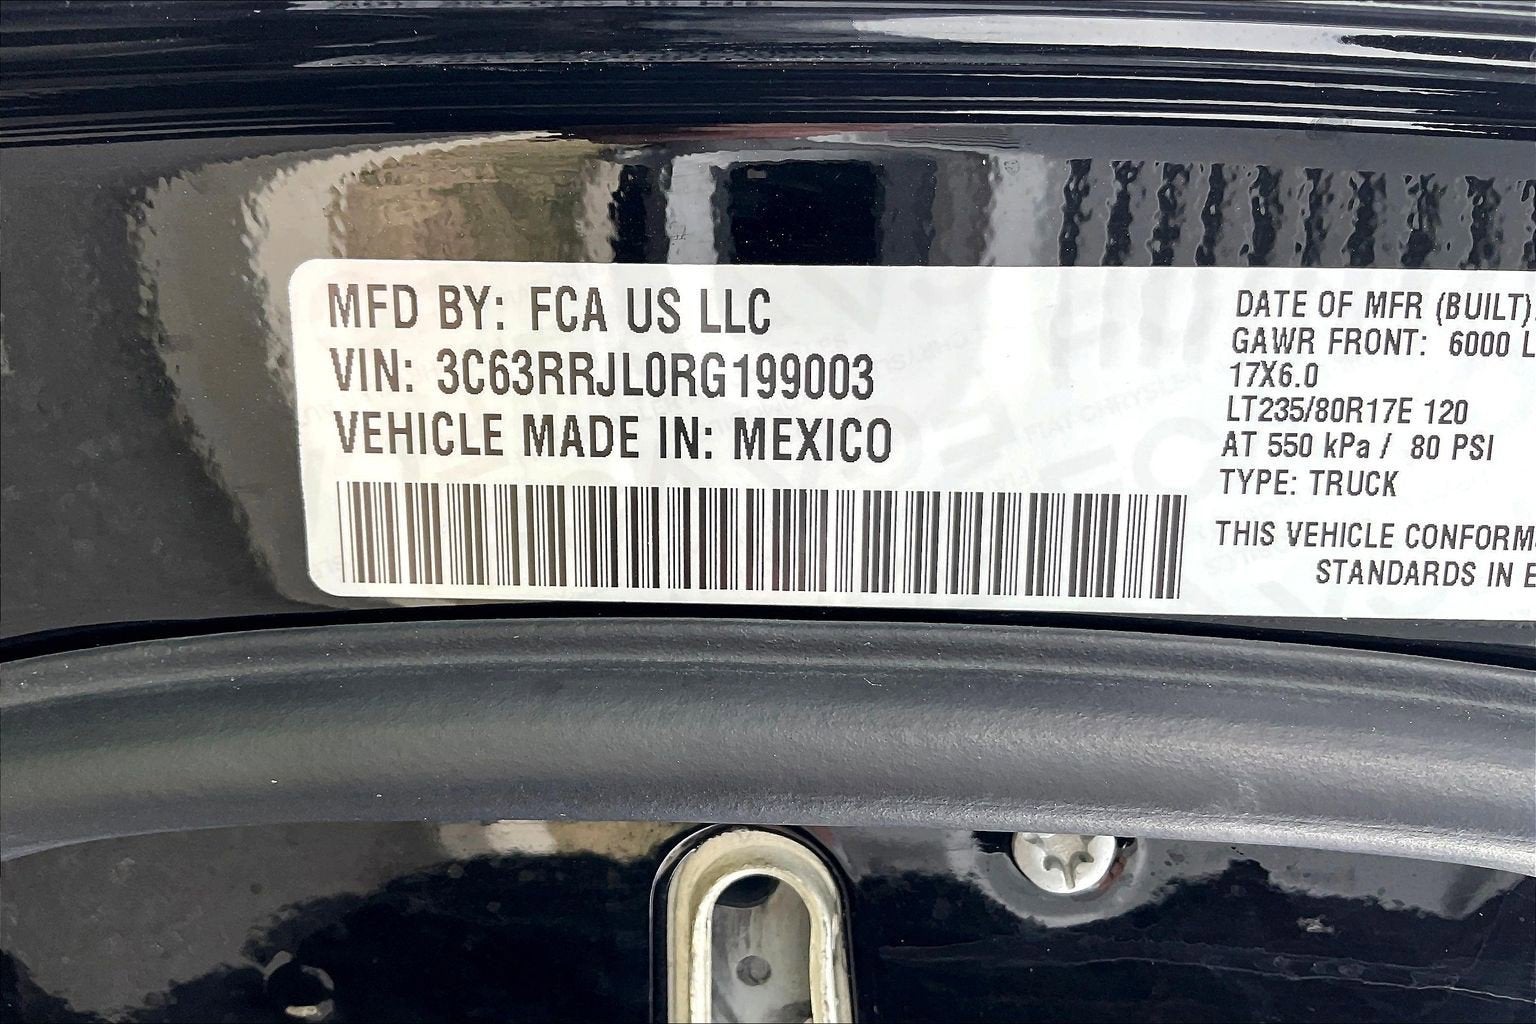 MFD BY: FCA US LLC
VIN: 3C63RRJL0RG199003
VEHICLE MADE IN: MEXICO
DATE OF MFR (BUILT)
GAWR FRONT: 6000 L
17X6.0
LT235/80R17E 120
AT 550 kPa / 80 PSI
TYPE: TRUCK
THIS VEHICLE CONFORM
STANDARDS IN E